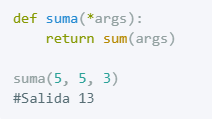 def suma(*args):
    return sum(args)

suma(5, 5, 3)
#Salida 13